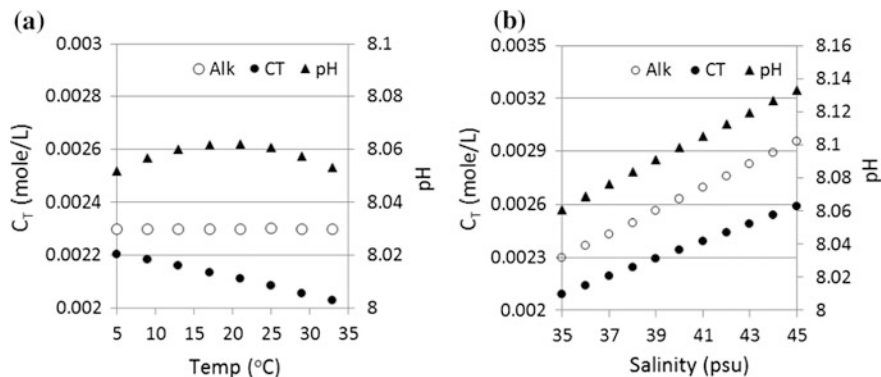 (a)
0.003
0.0028
0.0026
0.0024
0.0022
0.002
C_T (mole/L)
○ Alk ● CT ▲ pH
8.1
8.08
8.06
8.04
8.02
8
pH
5 10 15 20 25 30 35
Temp (°C)
(b)
0.0035
0.0032
0.0029
0.0026
0.0023
0.002
C_T (mole/L)
○ Alk ● CT ▲ pH
8.16
8.14
8.12
8.1
8.08
8.06
8.04
8.02
8
pH
35 37 39 41 43 45
Salinity (psu)